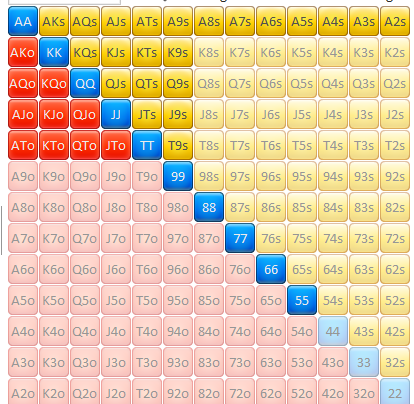 AA AKs AQs AJs ATs A9s A8s A7s A6s A5s A4s A3s A2s
AKo KK KQs KJs KTs K9s K8s K7s K6s K5s K4s K3s K2s
AQo KQo QQ QJs QTs Q9s Q8s Q7s Q6s Q5s Q4s Q3s Q2s
AJo KJo QJo JJ JTs J9s J8s J7s J6s J5s J4s J3s J2s
ATo KTo QTo JTo TT T9s T8s T7s T6s T5s T4s T3s T2s
A9o K9o Q9o J9o T9o 99 98s 97s 96s 95s 94s 93s 92s
A8o K8o Q8o J8o T8o 98o 88 87s 86s 85s 84s 83s 82s
A7o K7o Q7o J7o T7o 97o 87o 77 76s 75s 74s 73s 72s
A6o K6o Q6o J6o T6o 96o 86o 76o 66 65s 64s 63s 62s
A5o K5o Q5o J5o T5o 95o 85o 75o 65o 55 54s 53s 52s
A4o K4o Q4o J4o T4o 94o 84o 74o 64o 54o 44 43s 42s
A3o K3o Q3o J3o T3o 93o 83o 73o 63o 53o 43o 33 32s
A2o K2o Q2o J2o T2o 92o 82o 72o 62o 52o 42o 32o 22